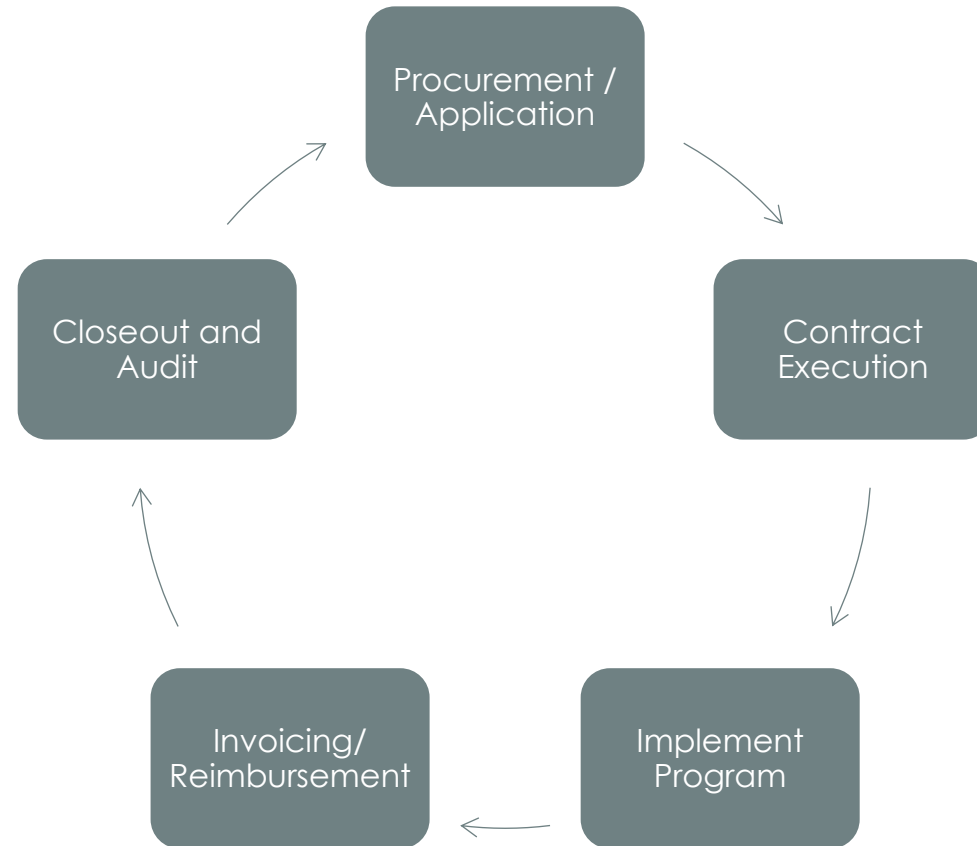 Procurement /
Application
Contract
Execution
Implement
Program
Invoicing/
Reimbursement
Closeout and
Audit